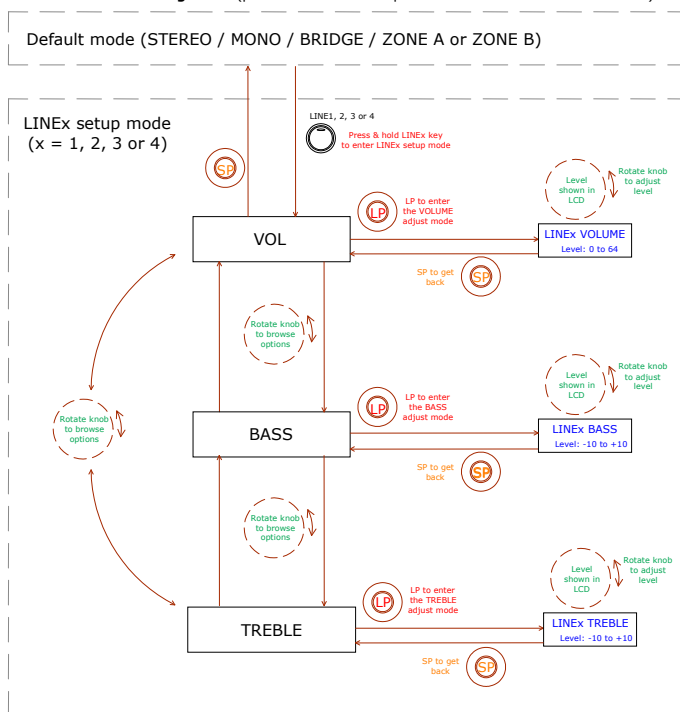 Default mode (STEREO / MONO / BRIDGE / ZONE A or ZONE B)
LINEx setup mode
(x = 1, 2, 3 or 4)
LINE1, 2, 3 or 4
Press & hold LINEx key
to enter LINEx setup mode
SP
LP
LP to enter
the VOLUME
adjust mode
Level
shown in
LCD
Rotate knob
to adjust
level
VOL
LINEx VOLUME
Level: 0 to 64
SP to get
back
SP
Rotate knob
to browse
options
Rotate knob
to browse
options
LP
LP to enter
the BASS
adjust mode
Level
shown in
LCD
Rotate knob
to adjust
level
BASS
LINEx BASS
Level: -10 to +10
SP to get
back
SP
Rotate knob
to browse
options
LP
LP to enter
the TREBLE
adjust mode
Level
shown in
LCD
Rotate knob
to adjust
level
TREBLE
LINEx TREBLE
Level: -10 to +10
SP to get
back
SP